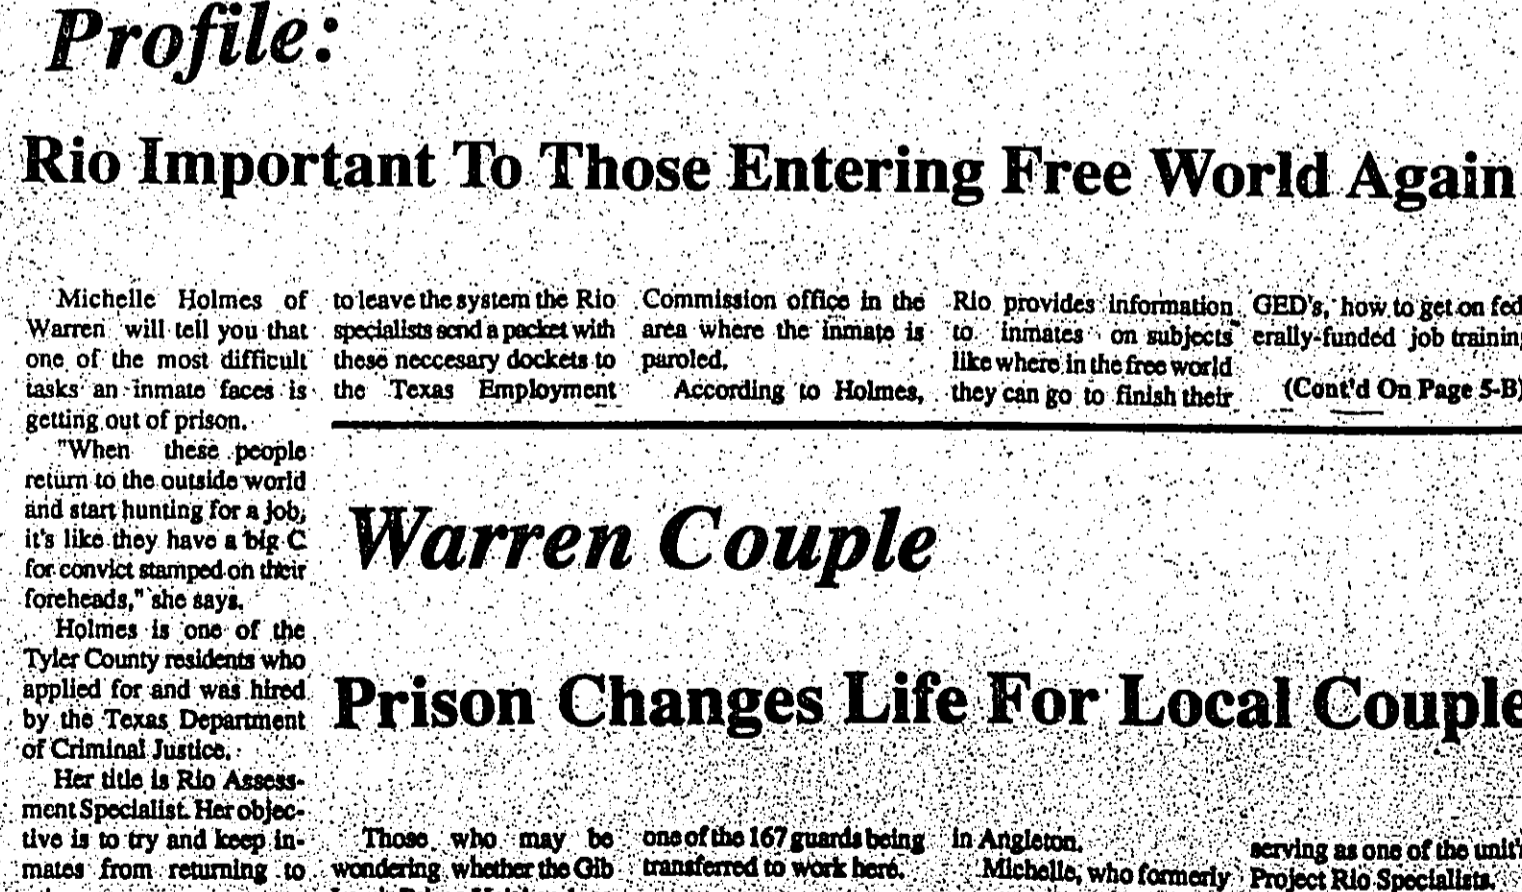 Profile:
Rio Important To Those Entering Free World Again
Michelle Holmes of
Warren will tell you that
one of the most difficult
tasks an inmate faces is
getting out of prison.
"When these people
return to the outside world
and start hunting for a job,
it's like they have a big C
for convict stamped on their
foreheads," she says.
Holmes is one of the
Tyler County residents who
applied for and was hired
by the Texas Department
of Criminal Justice.
Her title is Rio Assess-
ment Specialist. Her objec-
tive is to try and keep in-
mates from returning to
to leave the system the Rio
specialists send a packet with
these neccesary dockets to
the Texas Employment
Commission office in the
area where the inmate is
paroled.
According to Holmes,
Rio provides information
to inmates on subjects
like where in the free world
they can go to finish their
GED's, how to get on fed
erally-funded job trainin
(Cont'd On Page 5-B)
Warren Couple
Prison Changes Life For Local Couple
Those who may be
wondering whether the Gib
one of the 167 guards being
transferred to work here.
in Angleton.
Michelle, who formerly
serving as one of the unit's
Project Rio Specialists.